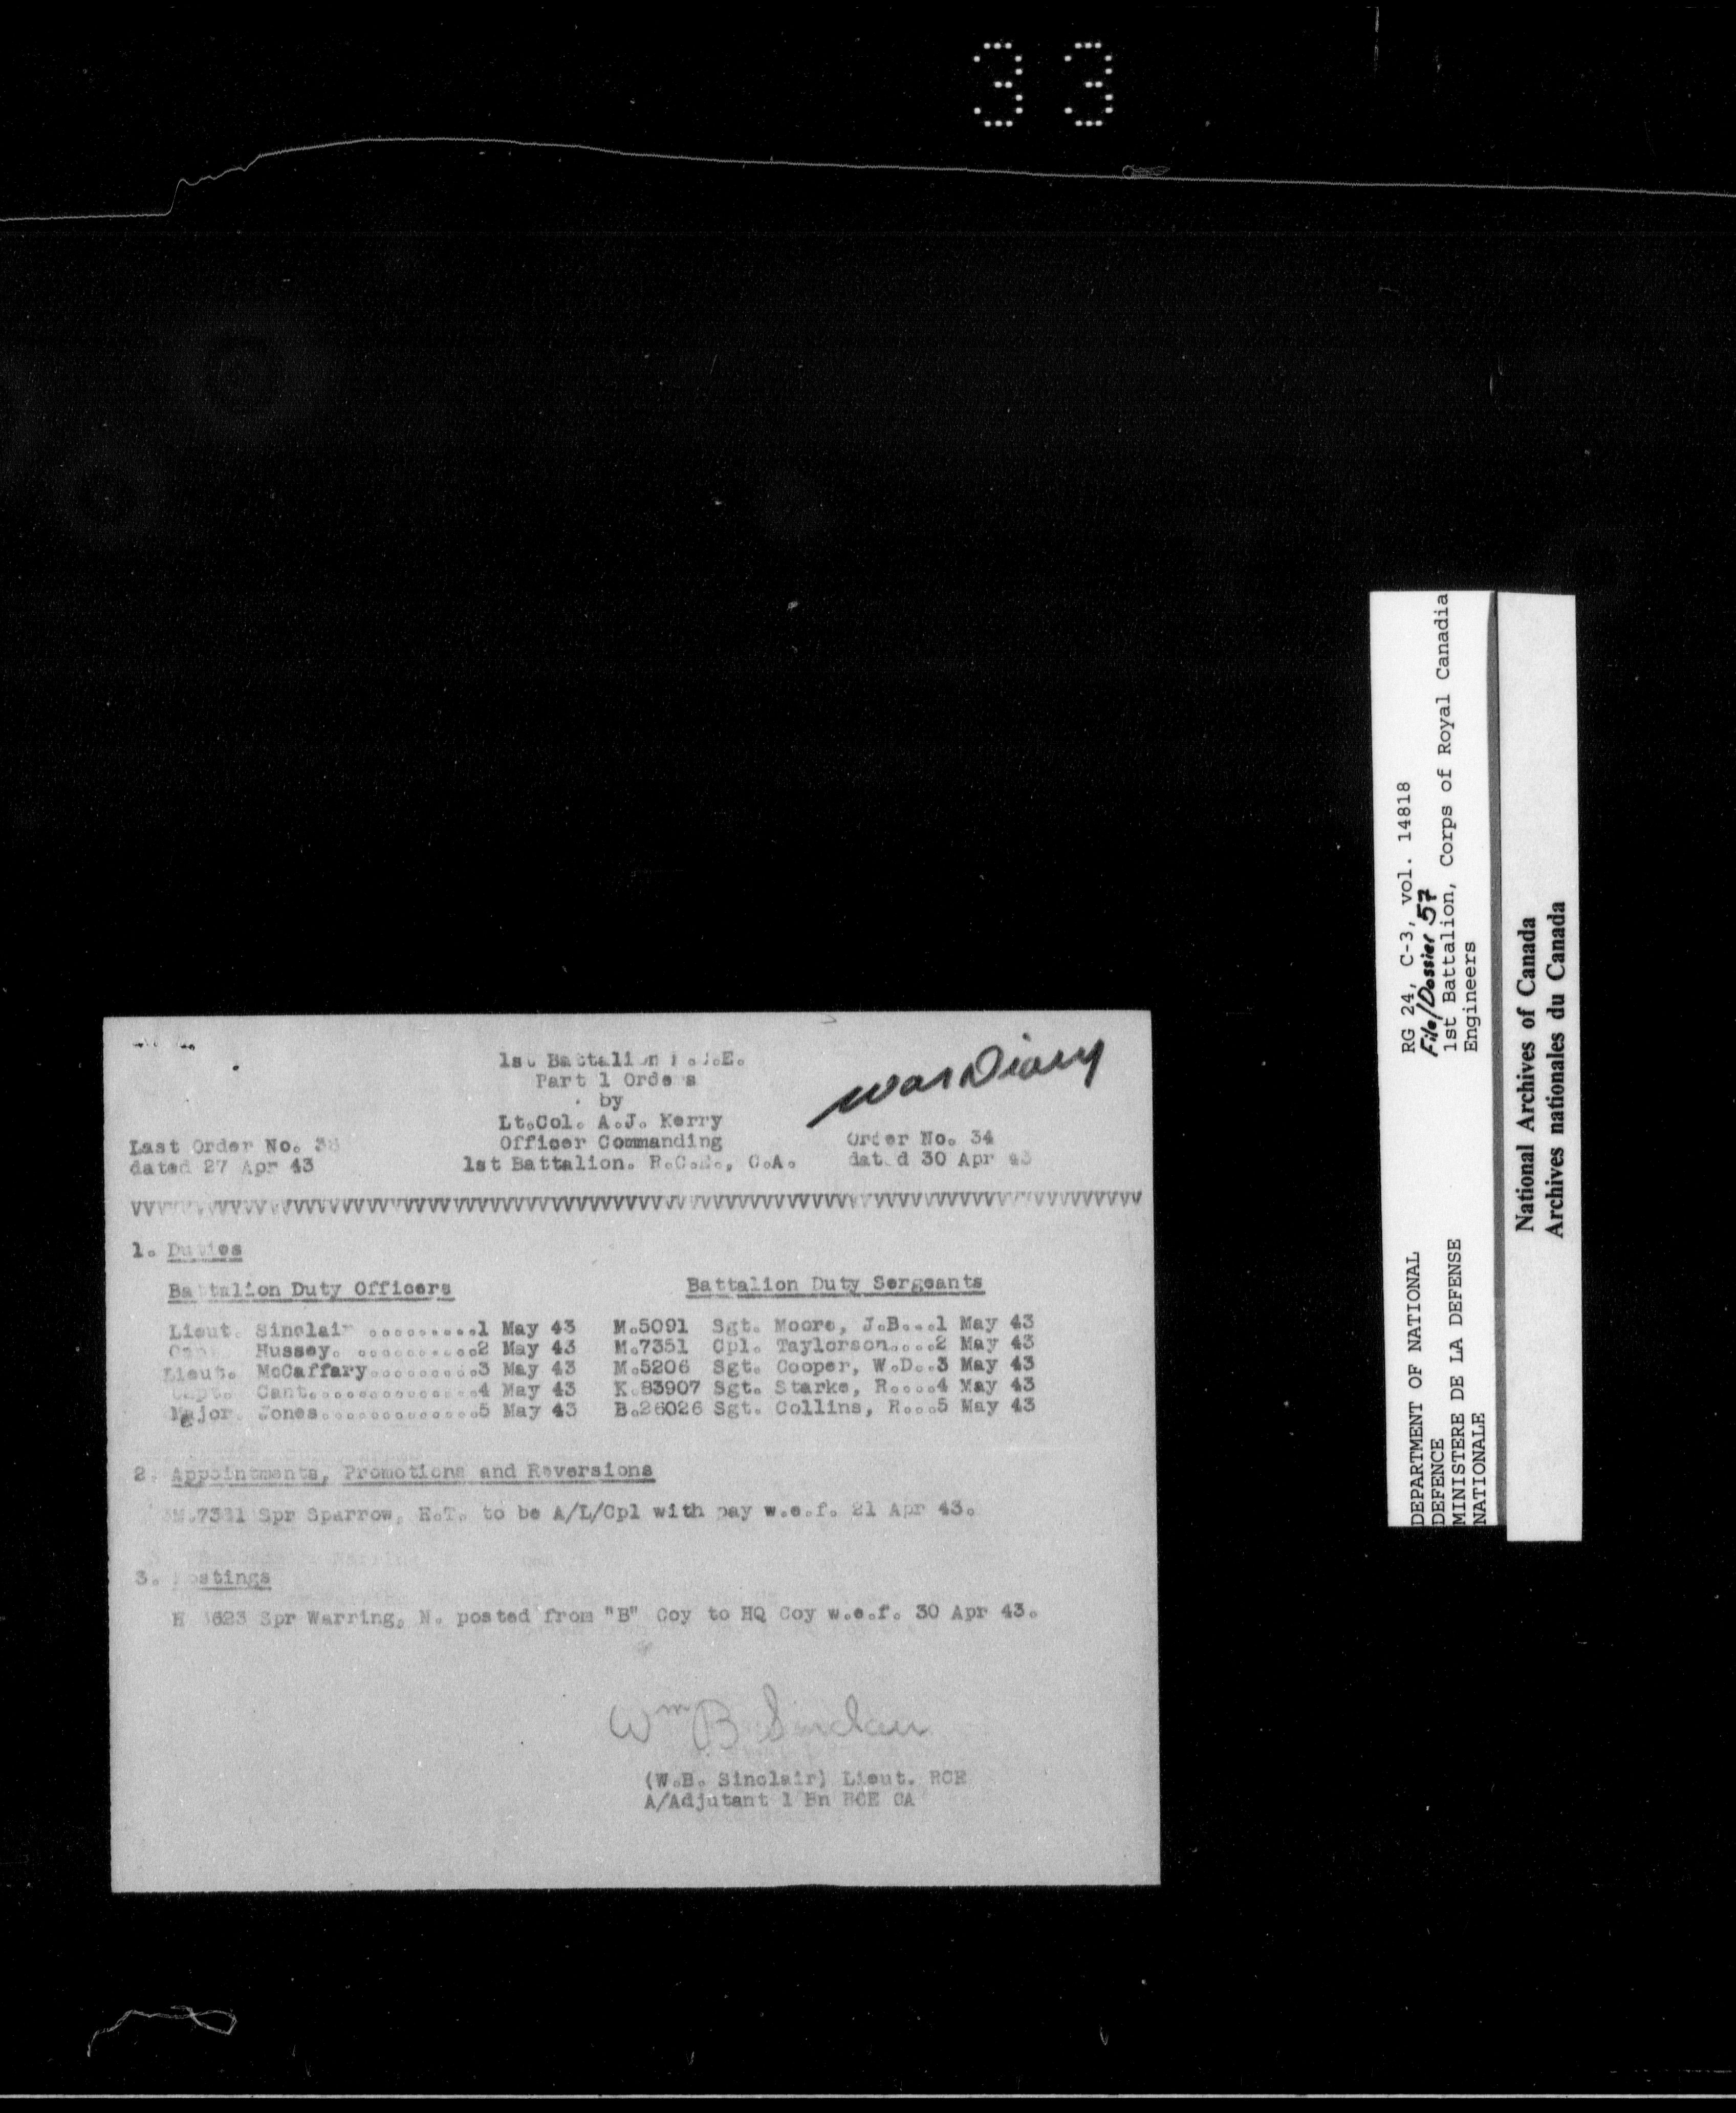 33
1st Battalion R.C.E.
Part 1 Orders
by
Lt.Col. A.J. Kerry
Officer Commanding
1st Battalion. R.C.E., C.A.
War Diary
Last Order No.
dated 27 Apr 43
Order No. 34
dated 30 Apr 43
VVVVVVVVVVVVVVVVVVVVVVVVVVVVVVVVVVVVVVVVVVVVVVVVVVVVVVVVVVVVVVVVVVVVVVVVVVVVVVVVVV
1. Duties
Battalion Duty Officers Battalion Duty Sergeants
Lieut. Sinclair .........1 May 43 M.5091 Sgt. Moore, J.B...1 May 43
Capt. Hussey. ..........2 May 43 M.7351 Cpl. Taylorson....2 May 43
Lieut. McCaffary.........3 May 43 M.5206 Sgt. Cooper, W.D..3 May 43
Capt. Cant..............4 May 43 K.83907 Sgt. Starke, R....4 May 43
Major. Jones.............5 May 43 B.26026 Sgt. Collins, R...5 May 43
2. Appointments, Promotions and Reversions
Spr Sparrow, H.T. to be A/L/Cpl with pay w.e.f. 21 Apr 43.
3. Postings
Spr Warring, N. posted from "B" Coy to HQ Coy w.e.f. 30 Apr 43.
Wm B Sinclair
(W.B. Sinclair) Lieut. RCE
A/Adjutant 1 Bn RCE CA
DEPARTMENT OF NATIONAL
DEFENCE
MINISTERE DE LA DEFENSE
NATIONALE
RG 24, C-3, vol. 14818
File/Dossier 57
1st Battalion, Corps of Royal Canadia
Engineers
National Archives of Canada
Archives nationales du Canada